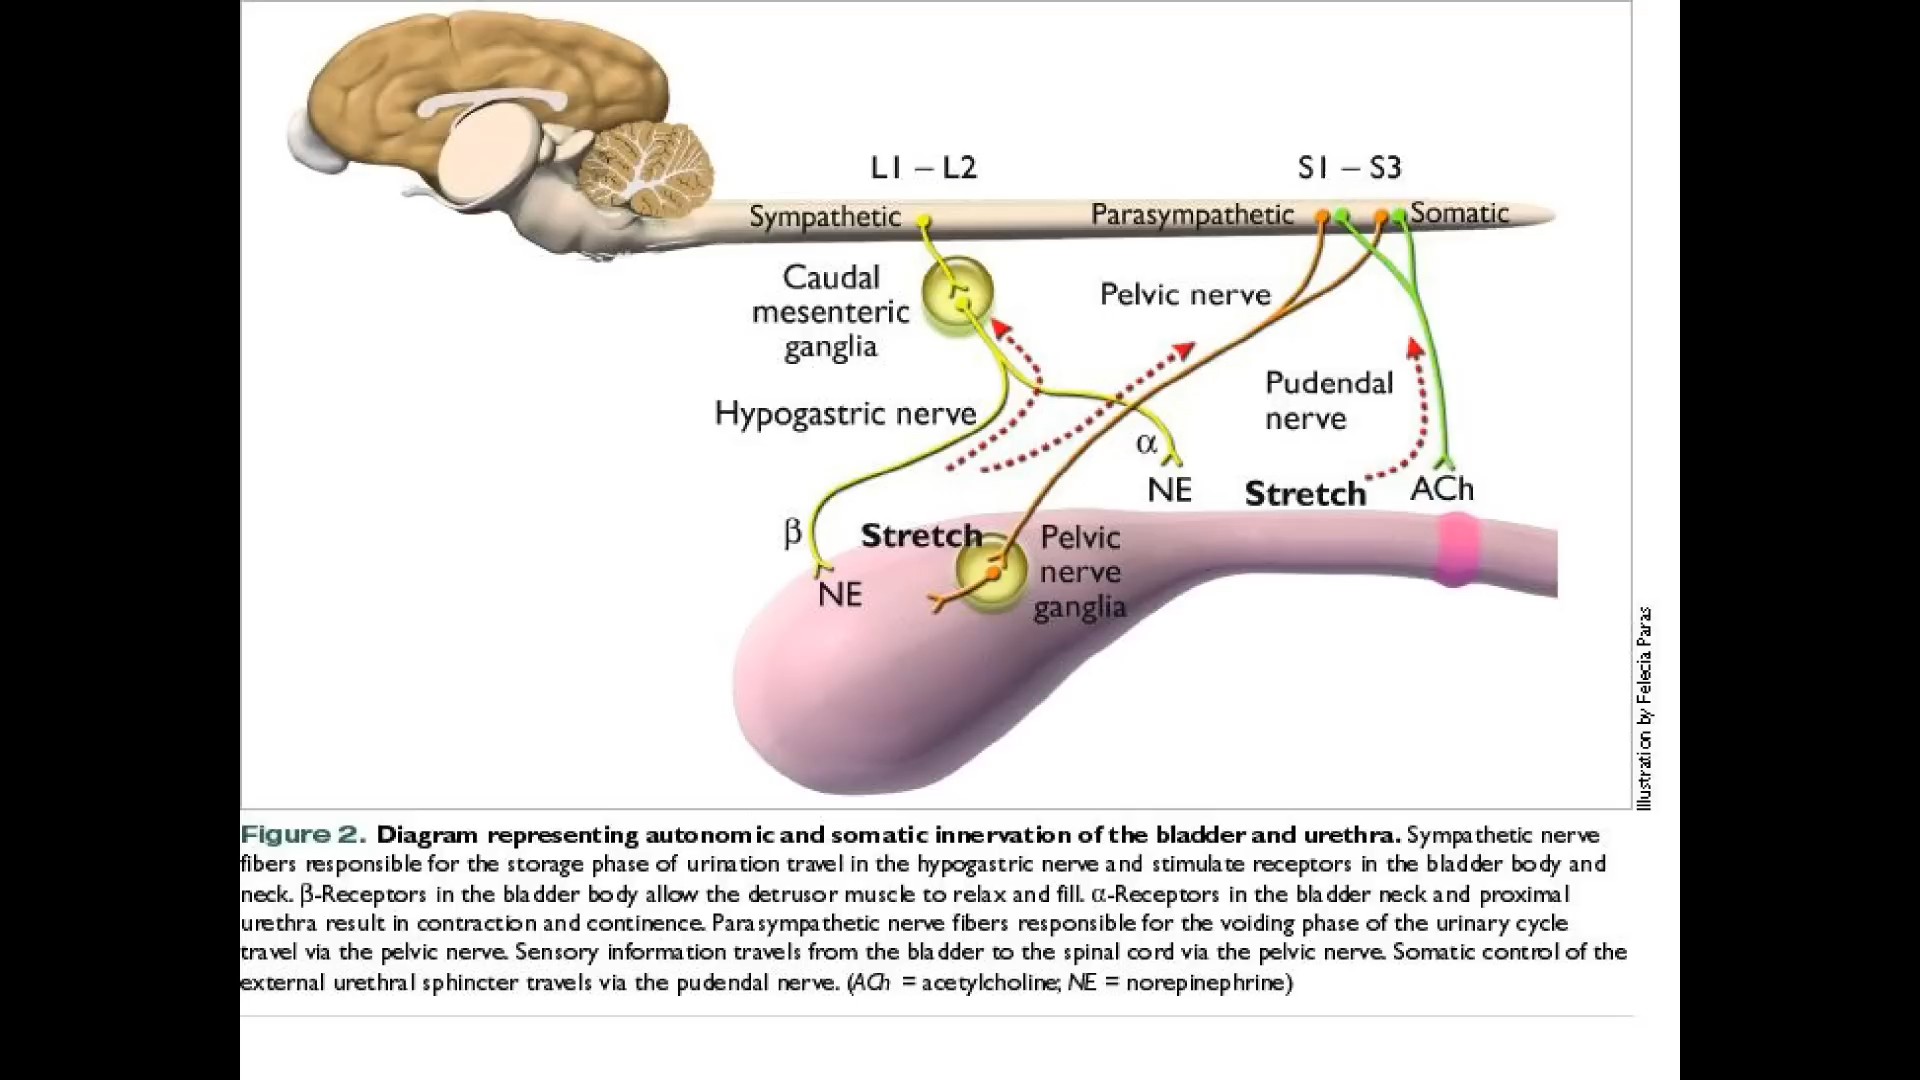 L1 – L2
S1 – S3
Sympathetic
Parasympathetic
Somatic
Caudal
mesenteric
ganglia
Pelvic nerve
Pudendal
nerve
Hypogastric nerve
α
NE
Stretch
ACh
β
Stretch
Pelvic
nerve
ganglia
NE
Illustration by Felecia Paras
Figure 2. Diagram representing autonomic and somatic innervation of the bladder and urethra. Sympathetic nerve
fibers responsible for the storage phase of urination travel in the hypogastric nerve and stimulate receptors in the bladder body and
neck. β-Receptors in the bladder body allow the detrusor muscle to relax and fill. α-Receptors in the bladder neck and proximal
urethra result in contraction and continence. Parasympathetic nerve fibers responsible for the voiding phase of the urinary cycle
travel via the pelvic nerve. Sensory information travels from the bladder to the spinal cord via the pelvic nerve. Somatic control of the
external urethral sphincter travels via the pudendal nerve. (ACh = acetylcholine; NE = norepinephrine)